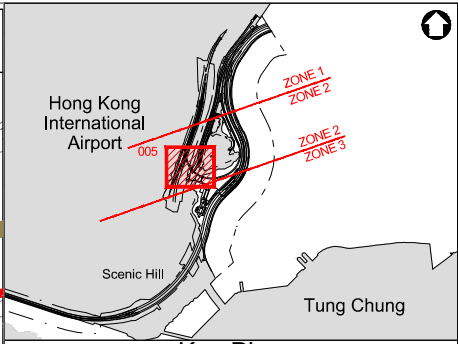 ZONE 1
ZONE 2
Hong Kong
International
Airport
005
ZONE 2
ZONE 3
Scenic Hill
Tung Chung